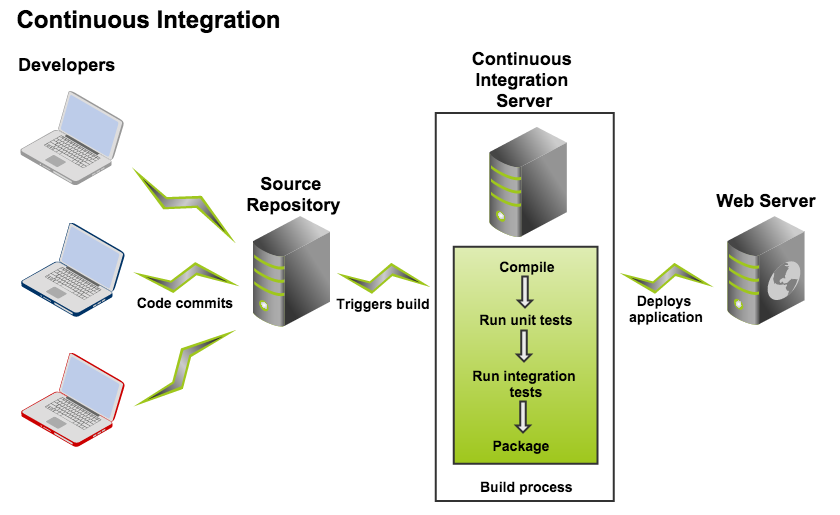 Continuous Integration
Developers
Continuous
Integration
Server
Source
Repository
Web Server
Code commits
Triggers build
Compile
Run unit tests
Run integration
tests
Package
Build process
Deploys
application